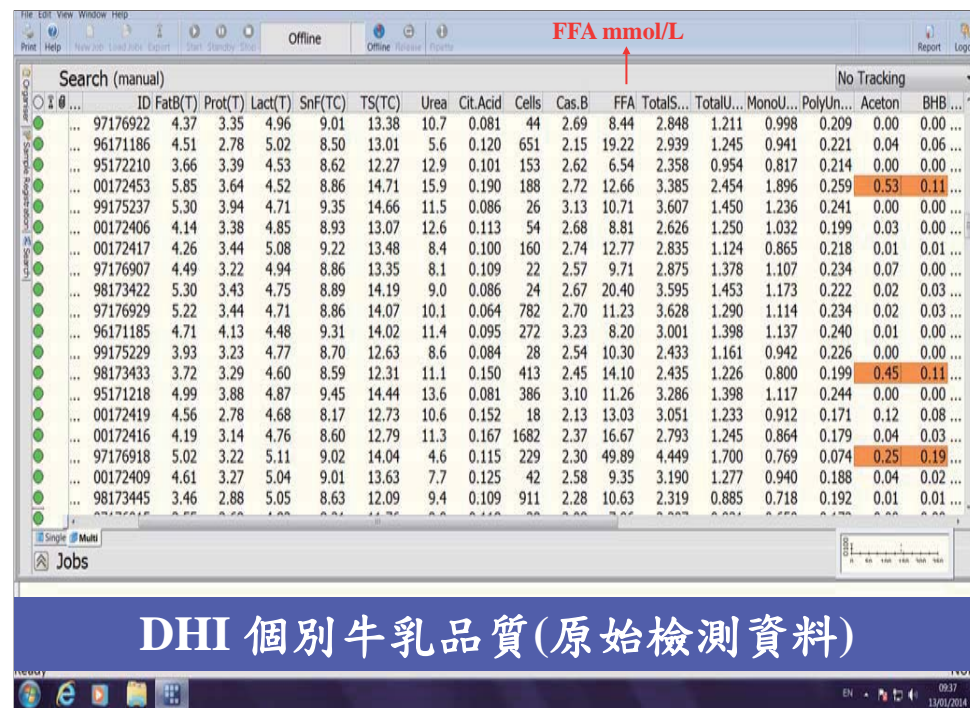 File Edit View Window Help
FFA mmol/L
Print Help New Job Load Jobs Export Start Standby Stop Offline Offline Release Palette Report
Search (manual) No Tracking
... ID FatB(T) Prot(T) Lact(T) SnF(TC) TS(TC) Urea Cit.Acid Cells Cas.B FFA TotalS... TotalU... MonoU... PolyUn... Aceton BHB ...
... 97176922 4.37 3.35 4.96 9.01 13.38 10.7 0.081 44 2.69 8.44 2.848 1.211 0.998 0.209 0.00 0.00 ...
... 96171186 4.51 2.78 5.02 8.50 13.01 5.6 0.120 651 2.15 19.22 2.939 1.245 0.941 0.221 0.04 0.06 ...
... 95172210 3.66 3.39 4.53 8.62 12.27 12.9 0.101 153 2.62 6.54 2.358 0.954 0.817 0.214 0.00 0.00 ...
... 00172453 5.85 3.64 4.52 8.86 14.71 15.9 0.190 188 2.72 12.66 3.385 2.454 1.896 0.259 0.53 0.11 ...
... 99175237 5.30 3.94 4.71 9.35 14.66 11.5 0.086 26 3.13 10.71 3.607 1.450 1.236 0.241 0.00 0.00 ...
... 00172406 4.14 3.38 4.85 8.93 13.07 12.6 0.113 54 2.68 8.81 2.626 1.250 1.032 0.199 0.03 0.00 ...
... 00172417 4.26 3.44 5.08 9.22 13.48 8.4 0.100 160 2.74 12.77 2.835 1.124 0.865 0.218 0.01 0.01 ...
... 97176907 4.49 3.22 4.94 8.86 13.35 8.1 0.109 22 2.57 9.71 2.875 1.378 1.107 0.234 0.07 0.00 ...
... 98173422 5.30 3.43 4.75 8.89 14.19 9.0 0.086 24 2.67 20.40 3.595 1.453 1.173 0.222 0.02 0.03 ...
... 97176929 5.22 3.44 4.71 8.86 14.07 10.1 0.064 782 2.70 11.23 3.628 1.290 1.114 0.234 0.02 0.03 ...
... 96171185 4.71 4.13 4.48 9.31 14.02 11.4 0.095 272 3.23 8.20 3.001 1.398 1.137 0.240 0.01 0.00 ...
... 99175229 3.93 3.23 4.77 8.70 12.63 8.6 0.084 28 2.54 10.30 2.433 1.161 0.942 0.226 0.00 0.00 ...
... 98173433 3.72 3.29 4.60 8.59 12.31 11.1 0.150 413 2.45 14.10 2.435 1.226 0.800 0.199 0.45 0.11 ...
... 95171218 4.99 3.88 4.87 9.45 14.44 13.6 0.081 386 3.10 11.26 3.286 1.398 1.117 0.244 0.00 0.00 ...
... 00172419 4.56 2.78 4.68 8.17 12.73 10.6 0.152 18 2.13 13.03 3.051 1.233 0.912 0.171 0.12 0.08 ...
... 00172416 4.19 3.14 4.76 8.60 12.79 11.3 0.167 1682 2.37 16.67 2.793 1.245 0.864 0.179 0.04 0.03 ...
... 97176918 5.02 3.22 5.11 9.02 14.04 4.6 0.115 229 2.30 49.89 4.449 1.700 0.769 0.074 0.25 0.19 ...
... 00172409 4.61 3.27 5.04 9.01 13.63 7.7 0.125 42 2.58 9.35 3.190 1.277 0.940 0.188 0.04 0.02 ...
... 98173445 3.46 2.88 5.05 8.63 12.09 9.4 0.109 911 2.28 10.63 2.319 0.885 0.718 0.192 0.01 0.01 ...
Organiser
Sample Registration
Search
Single Multi
Jobs
0 50 100 150 200 250
DHI 個別牛乳品質(原始檢測資料)
EN 09:37
13/01/2014